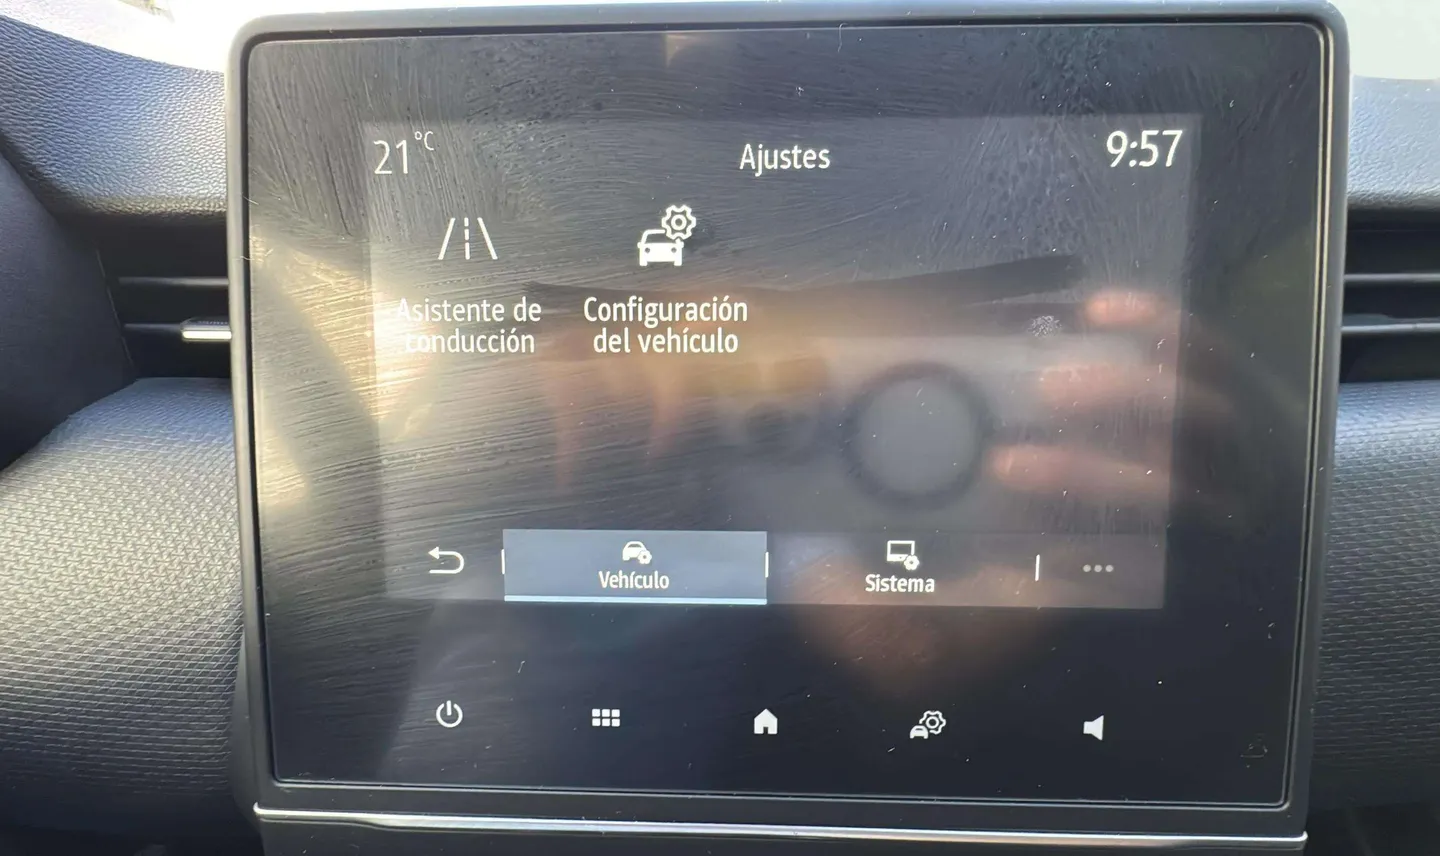 21°C
Ajustes
9:57
Asistente de
conducción
Configuración
del vehículo
Vehículo
Sistema